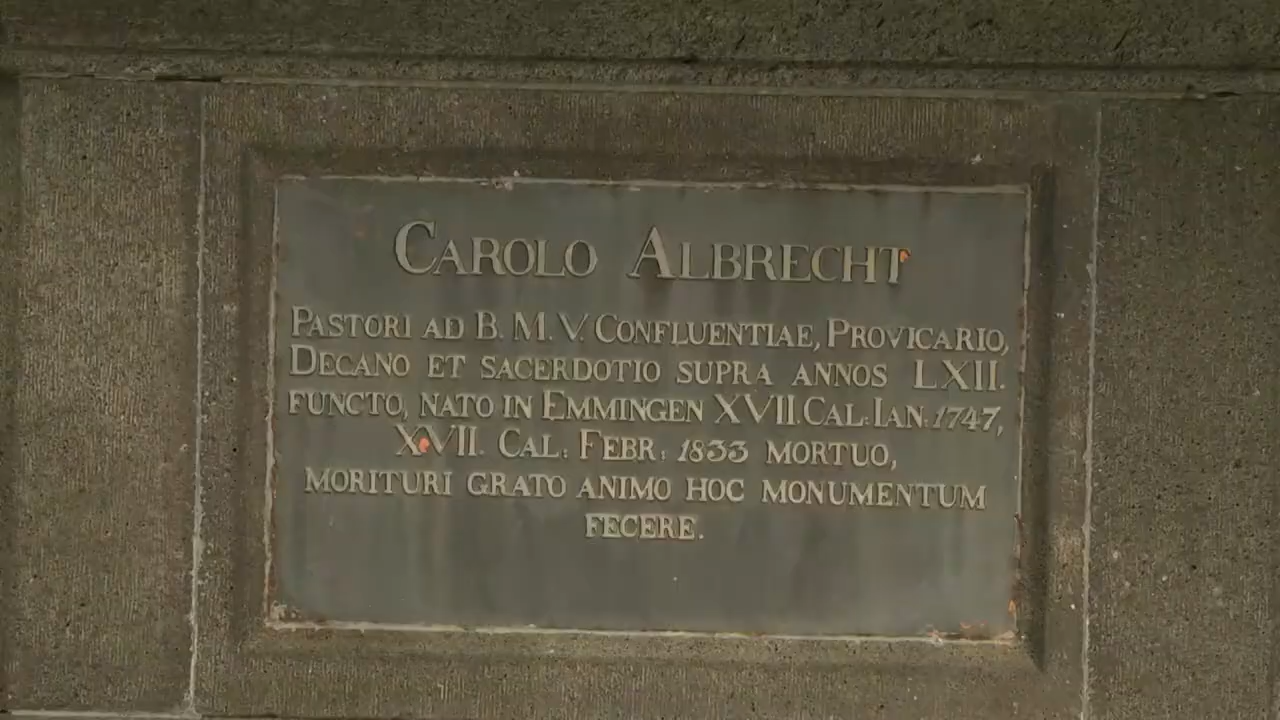 CAROLO ALBRECHT
PASTORI AD B. M. V. CONFLUENTIAE, PROVICARIO,
DECANO ET SACERDOTIO SUPRA ANNOS LXII.
FUNCTO, NATO IN EMMINGEN XVII. CAL: IAN: 1747,
XVII. CAL: FEBR: 1833 MORTUO,
MORITURI GRATO ANIMO HOC MONUMENTUM
FECERE.